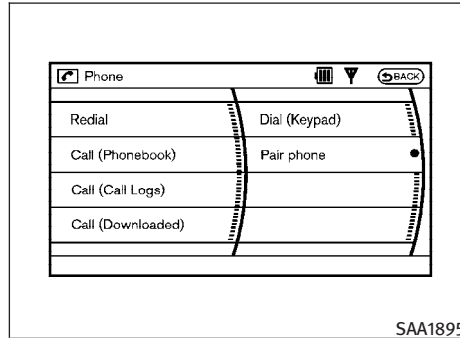 Phone
BACK
Redial
Dial (Keypad)
Call (Phonebook)
Pair phone
Call (Call Logs)
Call (Downloaded)
SAA1895